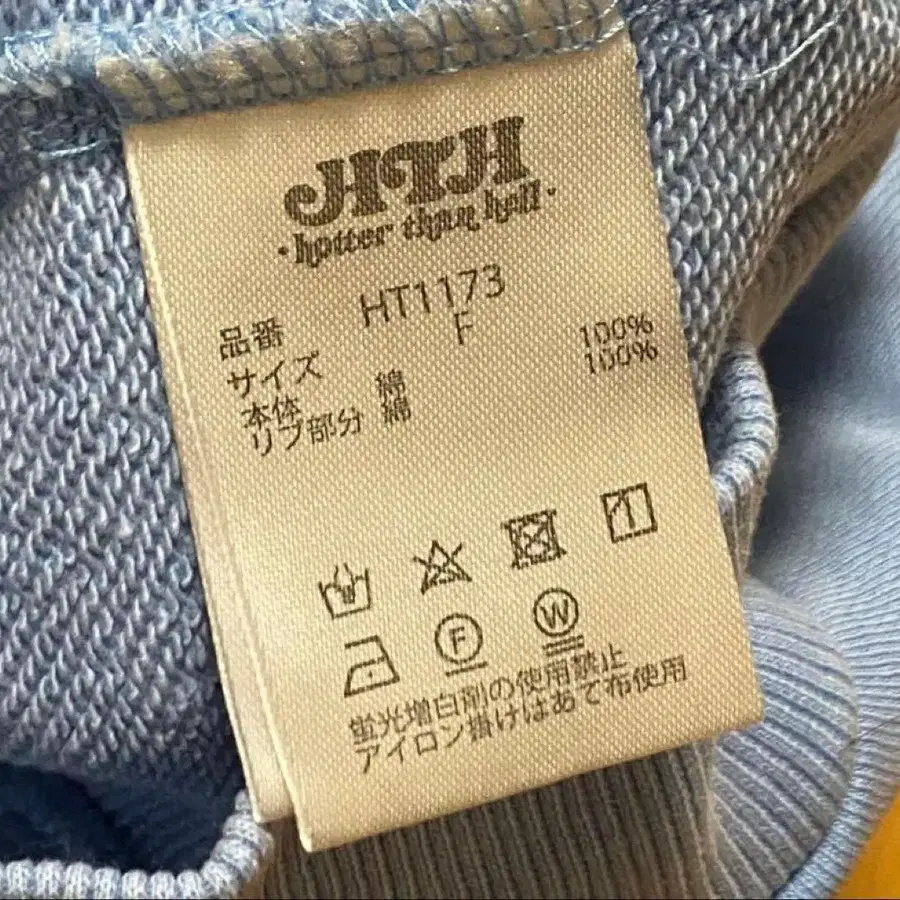 HTH
·hotter than hell·
品番 HT1173
サイズ F
本体 綿 100%
リブ部分 綿 100%
F W
蛍光増白剤の使用禁止
アイロン掛けはあて布使用